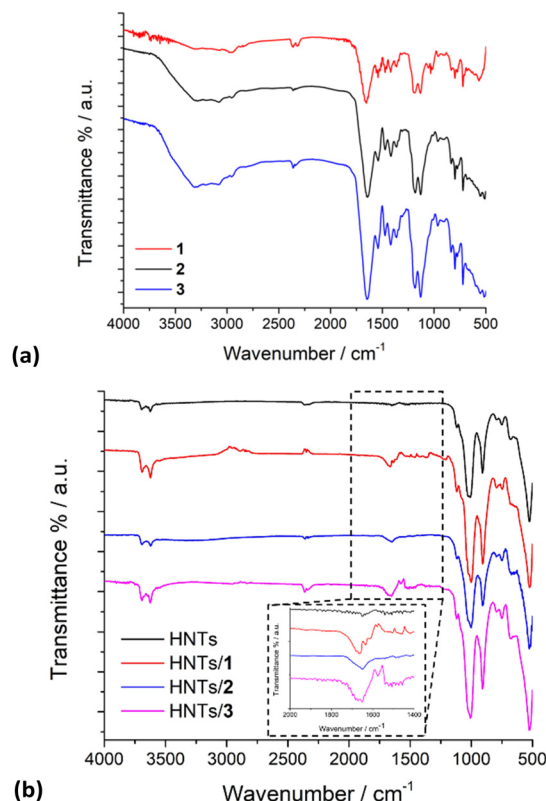 Transmittance % / a.u.
1
2
3
4000 3500 3000 2500 2000 1500 1000 500
Wavenumber / cm-1
(a)
Transmittance % / a.u.
HNTs
HNTs/1
HNTs/2
HNTs/3
Transmittance % / a.u.
2000 1800 1600 1400
Wavenumber / cm-1
4000 3500 3000 2500 2000 1500 1000 500
Wavenumber / cm-1
(b)